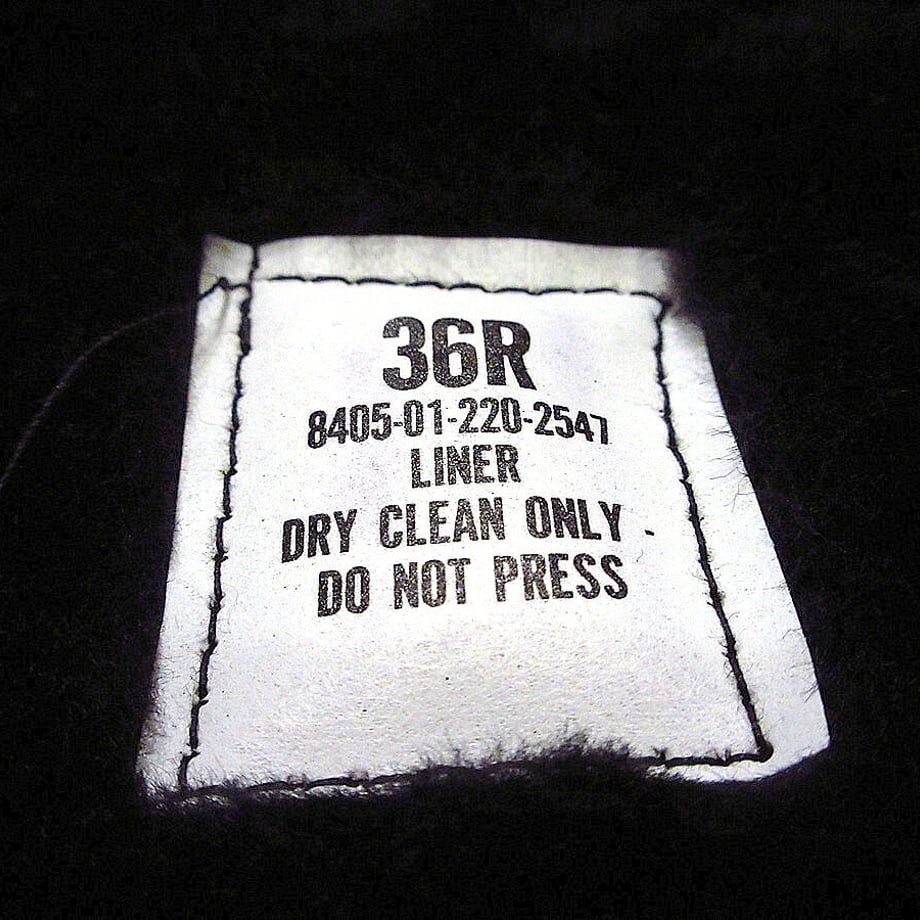 36R
8405-01-220-2547
LINER
DRY CLEAN ONLY
DO NOT PRESS